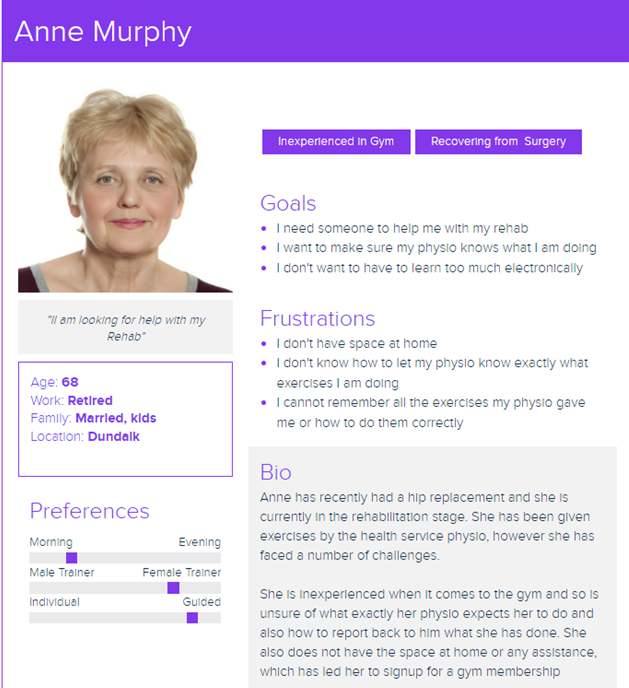 Anne Murphy
Inexperienced in Gym
Recovering from Surgery
"Il am looking for help with my
Rehab"
Age: 68
Work: Retired
Family: Married, kids
Location: Dundalk
Preferences
Morning Evening
Male Trainer Female Trainer
Individual Guided
Goals
• I need someone to help me with my rehab
• I want to make sure my physio knows what I am doing
• I don't want to have to learn too much electronically
Frustrations
• I don't have space at home
• I don't know how to let my physio know exactly what
exercises I am doing
• I cannot remember all the exercises my physio gave
me or how to do them correctly
Bio
Anne has recently had a hip replacement and she is
currently in the rehabilitation stage. She has been given
exercises by the health service physio, however she has
faced a number of challenges.
She is inexperienced when it comes to the gym and so is
unsure of what exactly her physio expects her to do and
also how to report back to him what she has done. She
also does not have the space at home or any assistance,
which has led her to signup for a gym membership